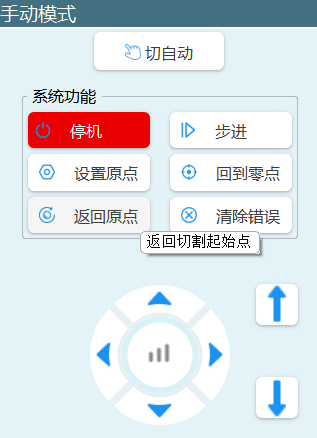 手动模式
切自动
系统功能
停机
步进
设置原点
回到零点
返回原点
清除错误
返回切割起始点